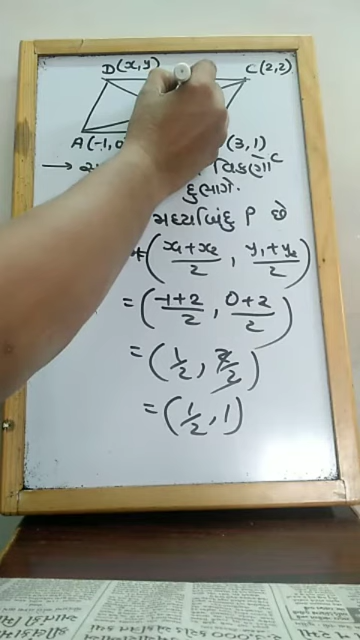 D(x,y) C(2,2)
A(-1,0 (3,1)
→ વિકર્ણો
દુભાગે.
મધ્યબિંદુ P છે
(x₁+x₂/2, y₁+y₂/2)
= (-1+2/2, 0+2/2)
= (1/2, 2/2)
= (1/2, 1)